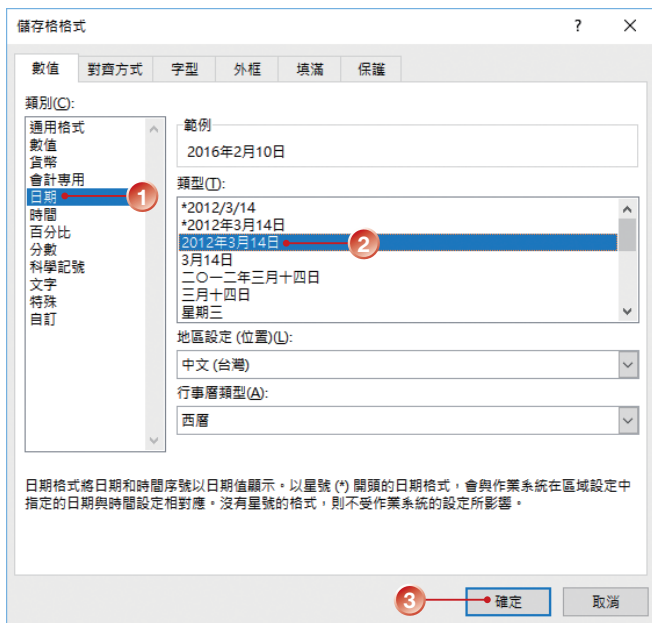 儲存格格式
?
數值 對齊方式 字型 外框 填滿 保護
類別(C):
通用格式
數值
貨幣
會計專用
日期
時間
百分比
分數
科學記號
文字
特殊
自訂
1
範例
2016年2月10日
類型(T):
*2012/3/14
*2012年3月14日
2012年3月14日
3月14日
二○一二年三月十四日
三月十四日
星期三
2
地區設定 (位置)(L):
中文 (台灣)
行事曆類型(A):
西曆
日期格式將日期和時間序號以日期值顯示。以星號 (*) 開頭的日期格式，會與作業系統在區域設定中
指定的日期與時間設定相對應。沒有星號的格式，則不受作業系統的設定所影響。
3
確定 取消